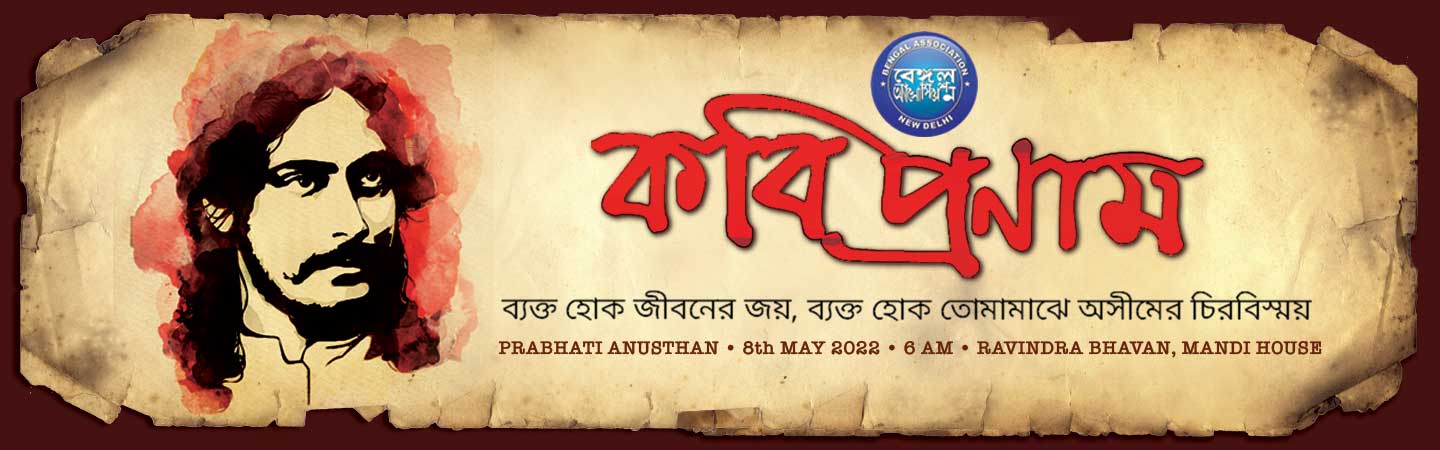 BENGAL ASSOCIATION
বেঙ্গল
অ্যাসোসিয়েশন
NEW DELHI
কবি প্রণাম
ব্যক্ত হোক জীবনের জয়, ব্যক্ত হোক তোমামাঝে অসীমের চিরবিস্ময়
PRABHATI ANUSTHAN • 8th MAY 2022 • 6 AM • RAVINDRA BHAVAN, MANDI HOUSE